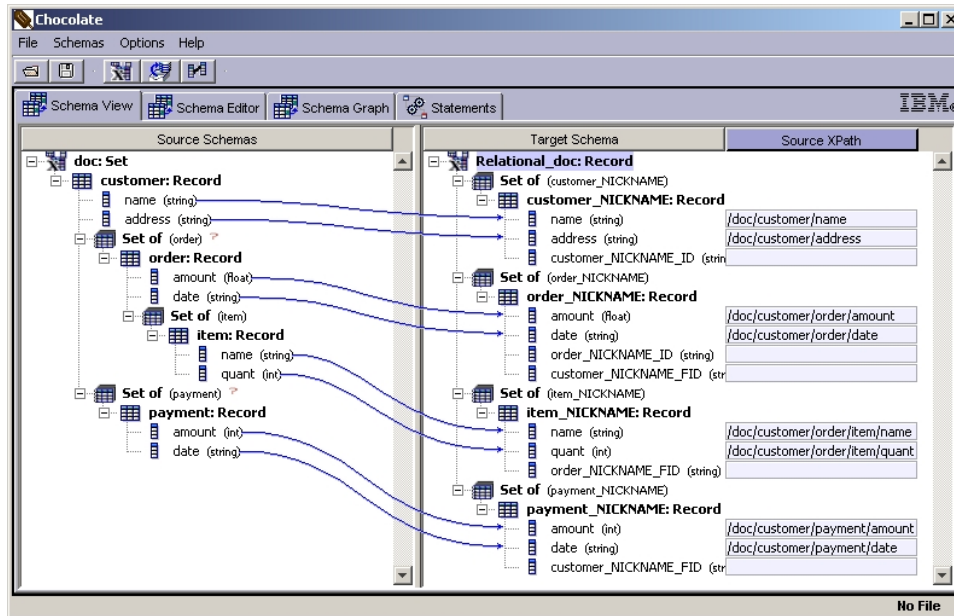 Chocolate
File Schemas Options Help
Schema View Schema Editor Schema Graph Statements IBM
Source Schemas
doc: Set
customer: Record
name (string)
address (string)
Set of (order) ?
order: Record
amount (float)
date (string)
Set of (item)
item: Record
name (string)
quant (int)
Set of (payment) ?
payment: Record
amount (int)
date (string)
Target Schema Source XPath
Relational_doc: Record
Set of (customer_NICKNAME)
customer_NICKNAME: Record
name (string) /doc/customer/name
address (string) /doc/customer/address
customer_NICKNAME_ID (strin
Set of (order_NICKNAME)
order_NICKNAME: Record
amount (float) /doc/customer/order/amount
date (string) /doc/customer/order/date
order_NICKNAME_ID (string)
customer_NICKNAME_FID (str
Set of (item_NICKNAME)
item_NICKNAME: Record
name (string) /doc/customer/order/item/name
quant (int) /doc/customer/order/item/quant
order_NICKNAME_FID (string)
Set of (payment_NICKNAME)
payment_NICKNAME: Record
amount (int) /doc/customer/payment/amount
date (string) /doc/customer/payment/date
customer_NICKNAME_FID (str
No File